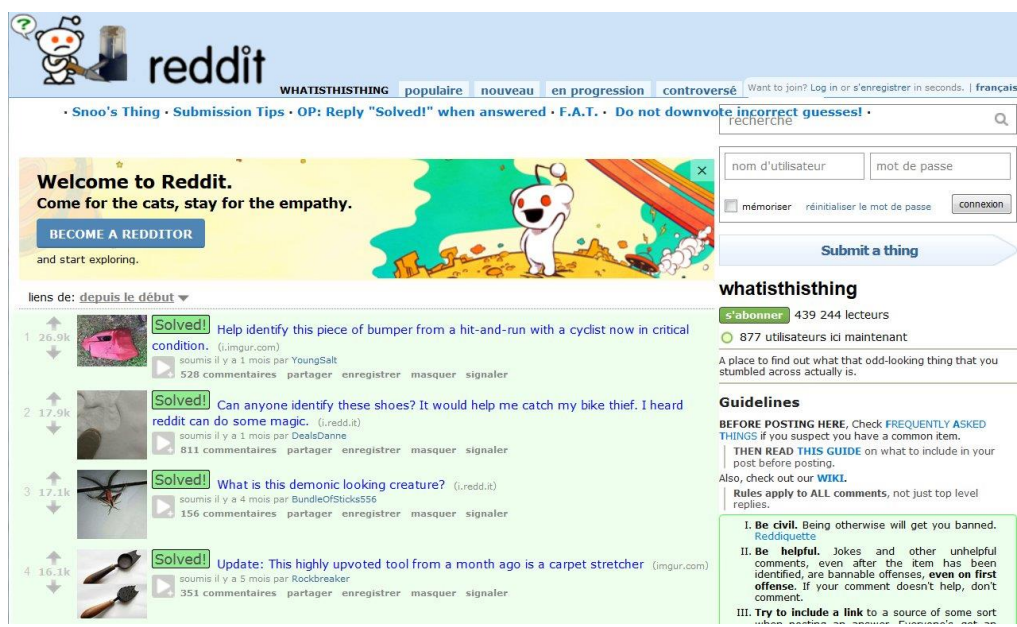 reddit
WHATISTHISTHING populaire nouveau en progression controversé
Want to join? Log in or s'enregistrer in seconds. | français
· Snoo's Thing · Submission Tips · OP: Reply "Solved!" when answered · F.A.T. · Do not downvote incorrect guesses! ·
recherche
Welcome to Reddit.
Come for the cats, stay for the empathy.
BECOME A REDDITOR
and start exploring.
nom d'utilisateur mot de passe
mémoriser réinitialiser le mot de passe connexion
Submit a thing
liens de: depuis le début
1 26.9k
Solved! Help identify this piece of bumper from a hit-and-run with a cyclist now in critical
condition. (i.imgur.com)
soumis il y a 1 mois par YoungSalt
528 commentaires partager enregistrer masquer signaler
2 17.9k
Solved! Can anyone identify these shoes? It would help me catch my bike thief. I heard
reddit can do some magic. (i.redd.it)
soumis il y a 1 mois par DealsDanne
811 commentaires partager enregistrer masquer signaler
3 17.1k
Solved! What is this demonic looking creature? (i.redd.it)
soumis il y a 4 mois par BundleOfSticks556
156 commentaires partager enregistrer masquer signaler
4 16.1k
Solved! Update: This highly upvoted tool from a month ago is a carpet stretcher (imgur.com)
soumis il y a 5 mois par Rockbreaker
351 commentaires partager enregistrer masquer signaler
whatisthisthing
s'abonner 439 244 lecteurs
877 utilisateurs ici maintenant
A place to find out what that odd-looking thing that you
stumbled across actually is.
Guidelines
BEFORE POSTING HERE, Check FREQUENTLY ASKED
THINGS if you suspect you have a common item.
THEN READ THIS GUIDE on what to include in your
post before posting.
Also, check out our WIKI.
Rules apply to ALL comments, not just top level
replies.
I. Be civil. Being otherwise will get you banned.
Reddiquette
II. Be helpful. Jokes and other unhelpful
comments, even after the item has been
identified, are bannable offenses, even on first
offense. If your comment doesn't help, don't
comment.
III. Try to include a link to a source of some sort
when posting an answer. Everyone's got an